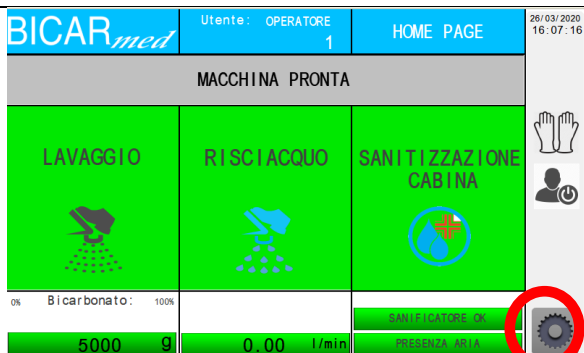 BICARmed
Utente: OPERATORE
1
HOME PAGE
26/03/2020
16:07:16
MACCHINA PRONTA
LAVAGGIO
RISCIACQUO
SANITIZZAZIONE
CABINA
0% Bicarbonato: 100%
5000 g
0.00 l/min
SANIFICATORE OK
PRESENZA ARIA